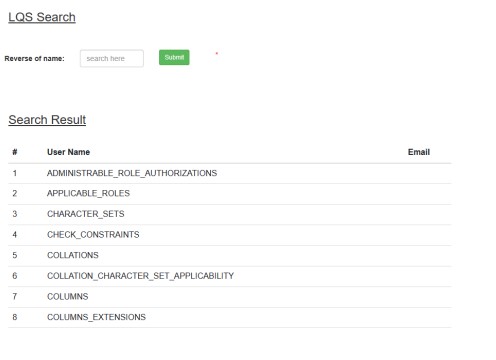 LQS Search
Reverse of name: search here Submit *
Search Result
# User Name Email
1 ADMINISTRABLE_ROLE_AUTHORIZATIONS
2 APPLICABLE_ROLES
3 CHARACTER_SETS
4 CHECK_CONSTRAINTS
5 COLLATIONS
6 COLLATION_CHARACTER_SET_APPLICABILITY
7 COLUMNS
8 COLUMNS_EXTENSIONS